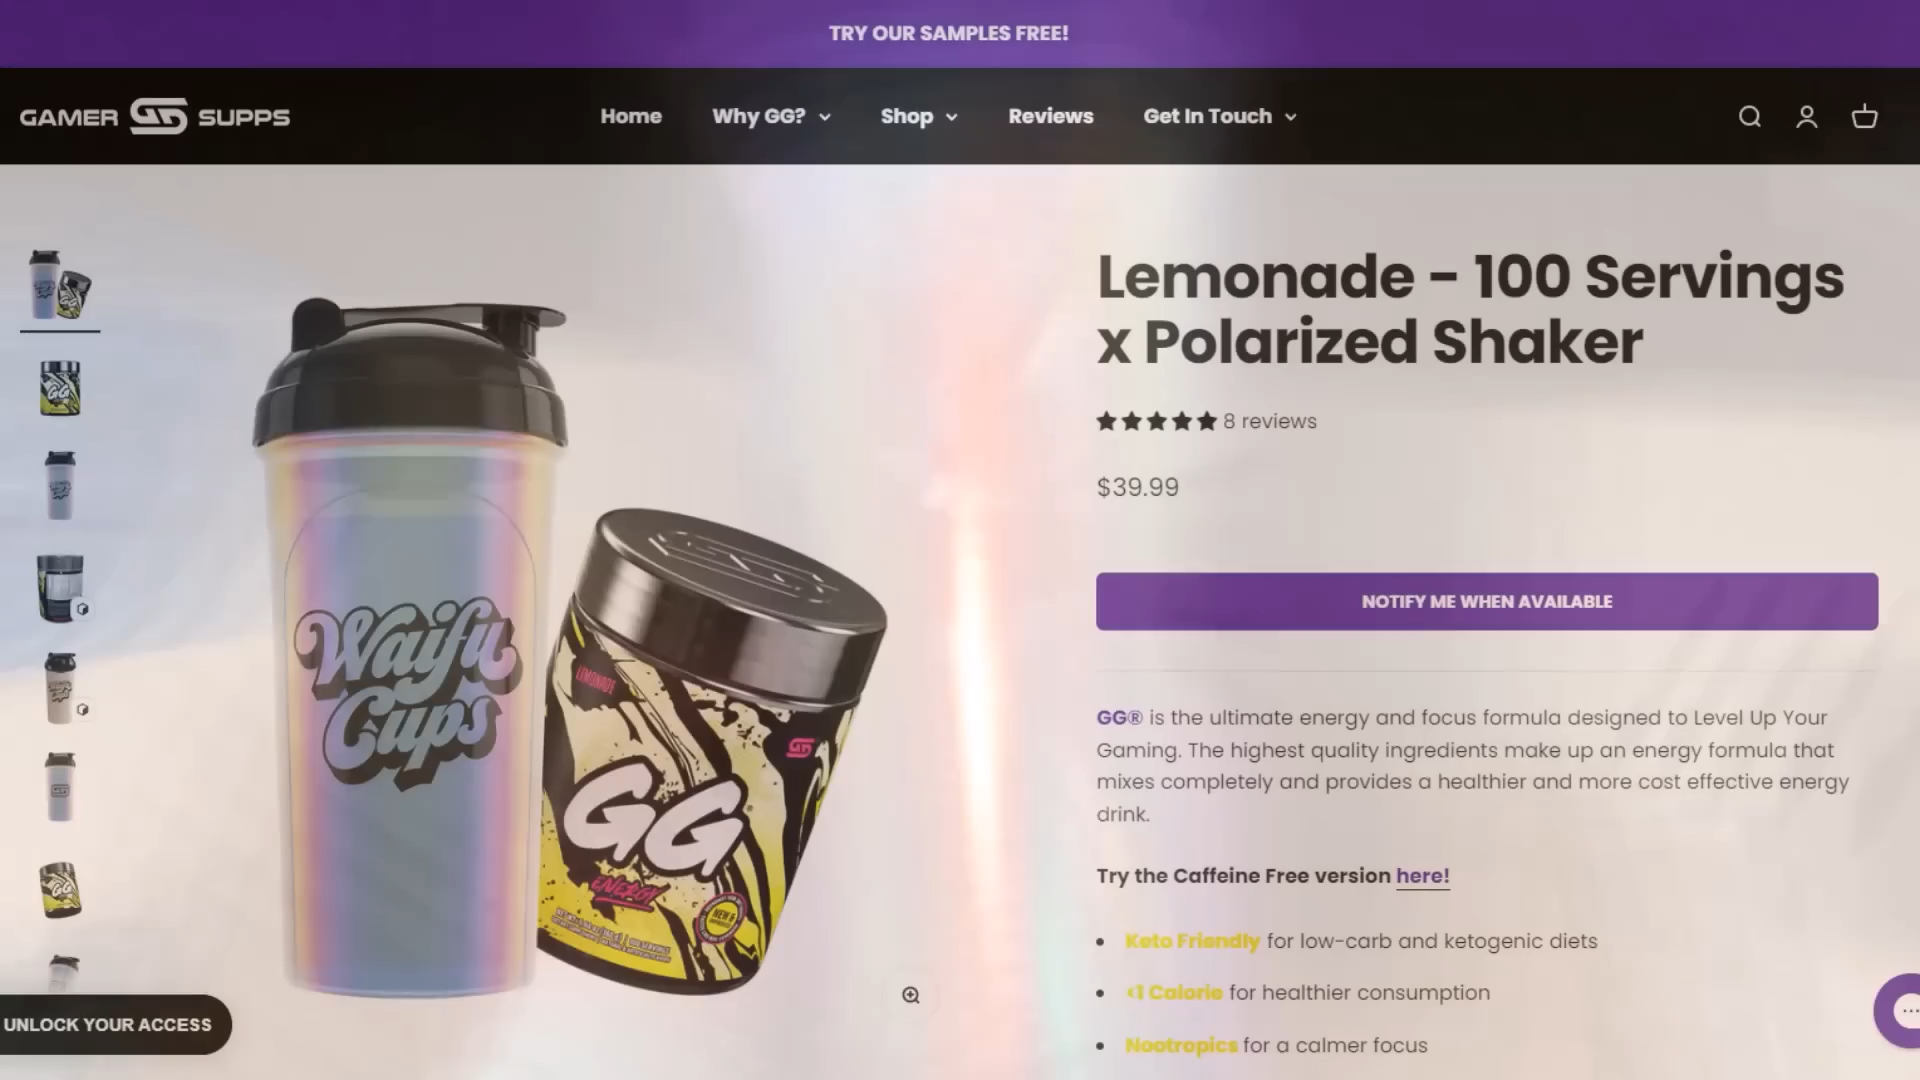 TRY OUR SAMPLES FREE!
GAMER GG SUPPS
Home
Why GG?
Shop
Reviews
Get In Touch
Lemonade - 100 Servings
x Polarized Shaker
8 reviews
$39.99
NOTIFY ME WHEN AVAILABLE
GG® is the ultimate energy and focus formula designed to Level Up Your
Gaming. The highest quality ingredients make up an energy formula that
mixes completely and provides a healthier and more cost effective energy
drink.
Try the Caffeine Free version here!
• Keto Friendly for low-carb and ketogenic diets
• <1 Calorie for healthier consumption
• Nootropics for a calmer focus
Waifu
Cups
LEMONADE
GG
ENERGY
UNLOCK YOUR ACCESS